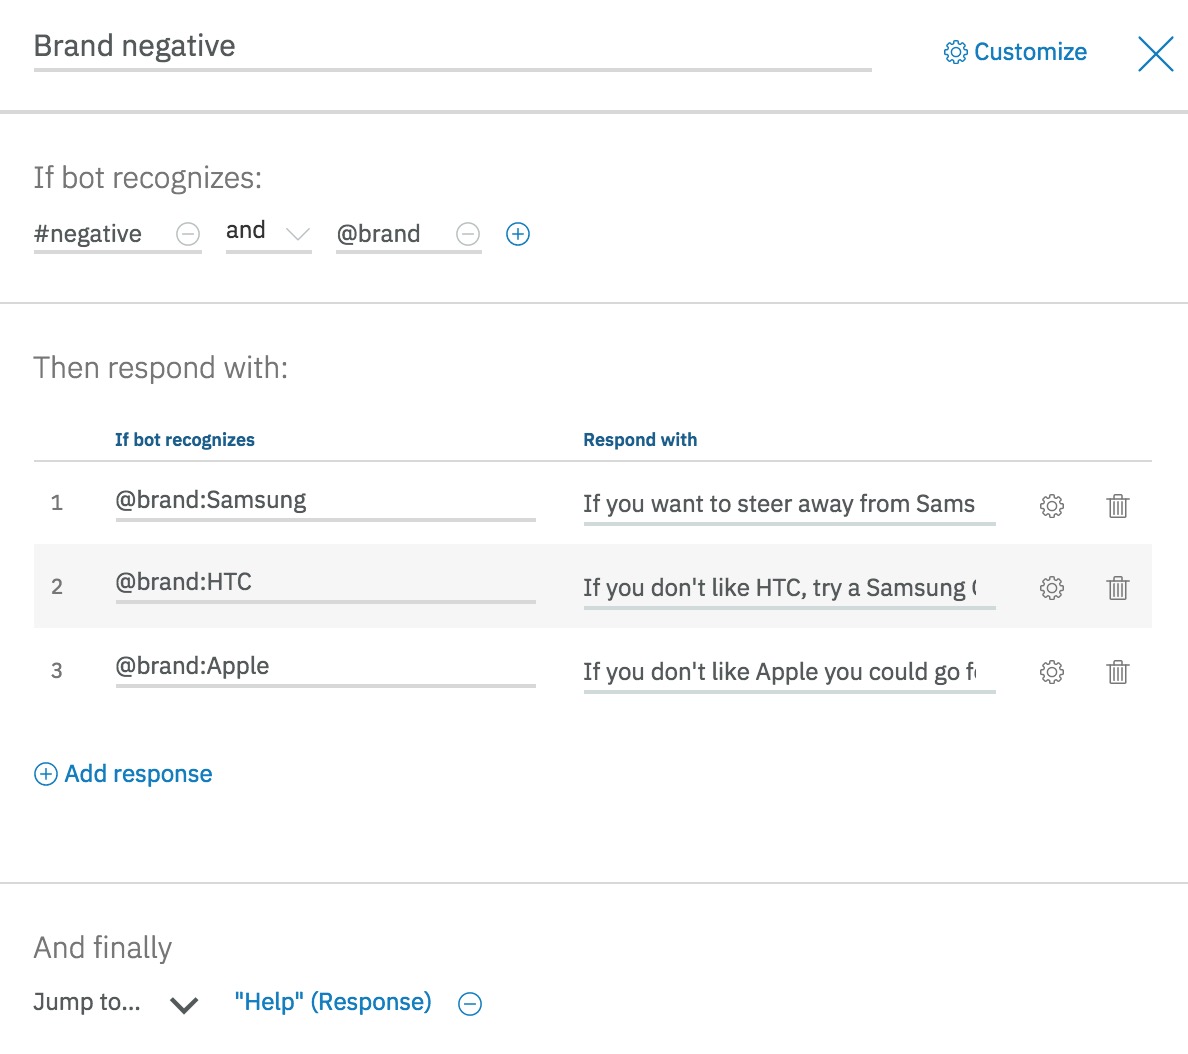 Brand negative
Customize
If bot recognizes:
#negative and @brand
Then respond with:
If bot recognizes Respond with
1 @brand:Samsung If you want to steer away from Sams
2 @brand:HTC If you don't like HTC, try a Samsung
3 @brand:Apple If you don't like Apple you could go
Add response
And finally
Jump to... "Help" (Response)